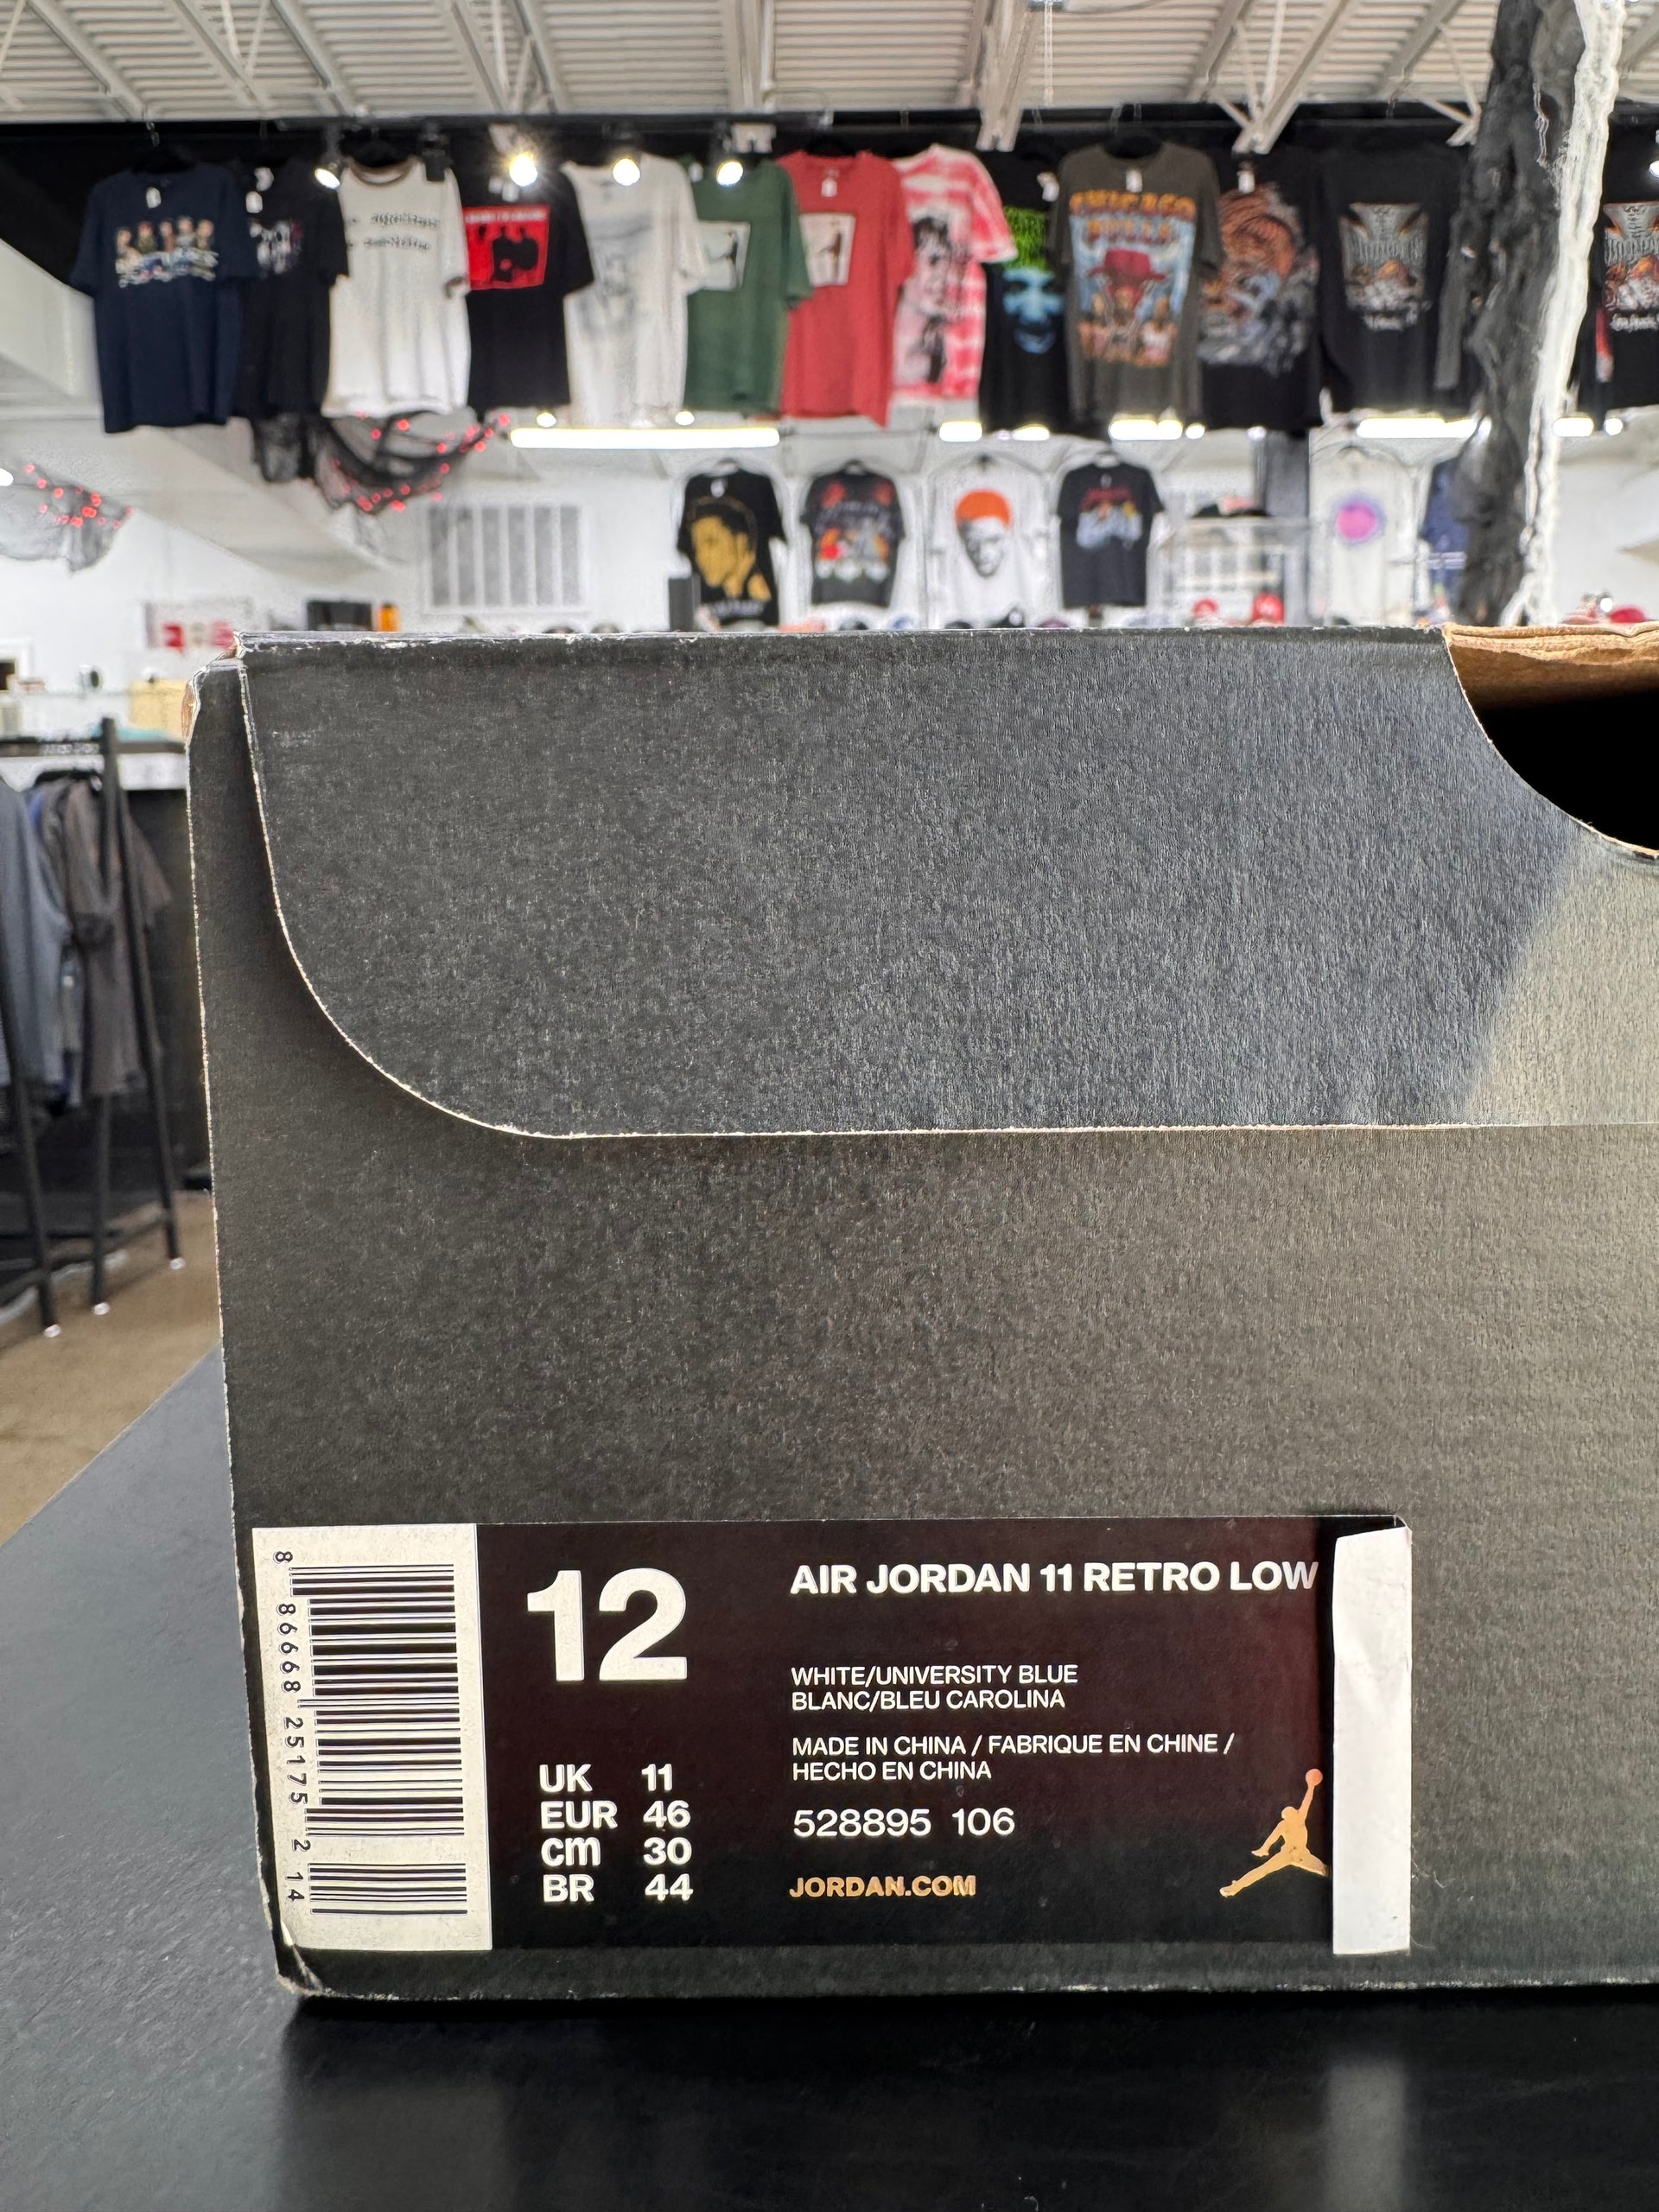 CHICAGO
BULLS
8 86668 25175 2 14
12
UK 11
EUR 46
cm 30
BR 44
AIR JORDAN 11 RETRO LOW
WHITE/UNIVERSITY BLUE
BLANC/BLEU CAROLINA
MADE IN CHINA / FABRIQUE EN CHINE /
HECHO EN CHINA
528895 106
JORDAN.COM